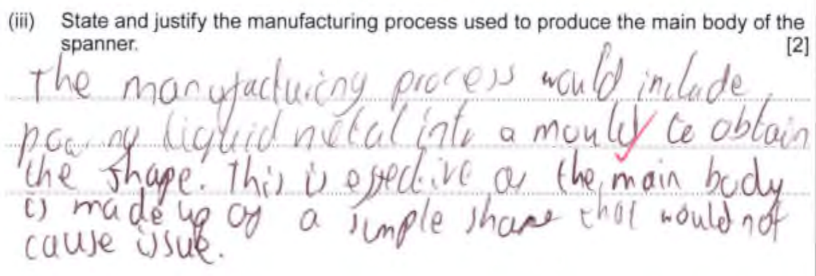 (iii) State and justify the manufacturing process used to produce the main body of the
spanner. [2]
The manufacturing process would include
pouring liquid metal into a mould to obtain
the shape. This is effective as the main body
is made up of a simple shape that would not
cause issue.